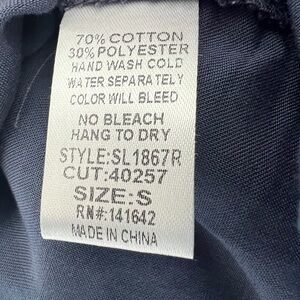 70% COTTON
30% POLYESTER
HAND WASH COLD
WATER SEPARATELY
COLOR WILL BLEED
NO BLEACH
HANG TO DRY
STYLE:SL1867R
CUT:40257
SIZE:S
RN#:141642
MADE IN CHINA